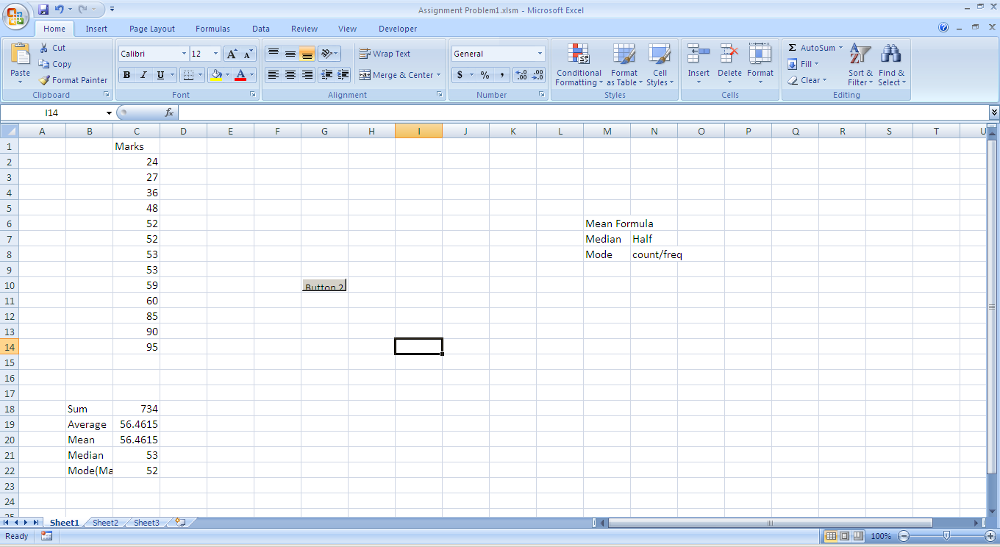 Assignment Problem1.xlsm - Microsoft Excel
Home Insert Page Layout Formulas Data Review View Developer
Paste
Cut
Copy
Format Painter
Clipboard
Calibri 12
B I U
Font
Wrap Text
Merge & Center
Alignment
General
$ % ,
Number
Conditional Formatting
Format as Table
Cell Styles
Styles
Insert Delete Format
Cells
Σ AutoSum
Fill
Clear
Sort & Filter
Find & Select
Editing
I14 fx
A B C D E F G H I J K L M N O P Q R S T U
1 Marks
2 24
3 27
4 36
5 48
6 52 Mean Formula
7 52 Median Half
8 53 Mode count/freq
9 53
10 59 Button 2
11 60
12 85
13 90
14 95
15
16
17
18 Sum 734
19 Average 56.4615
20 Mean 56.4615
21 Median 53
22 Mode(Ma 52
23
24
25
Sheet1 Sheet2 Sheet3
Ready 100%